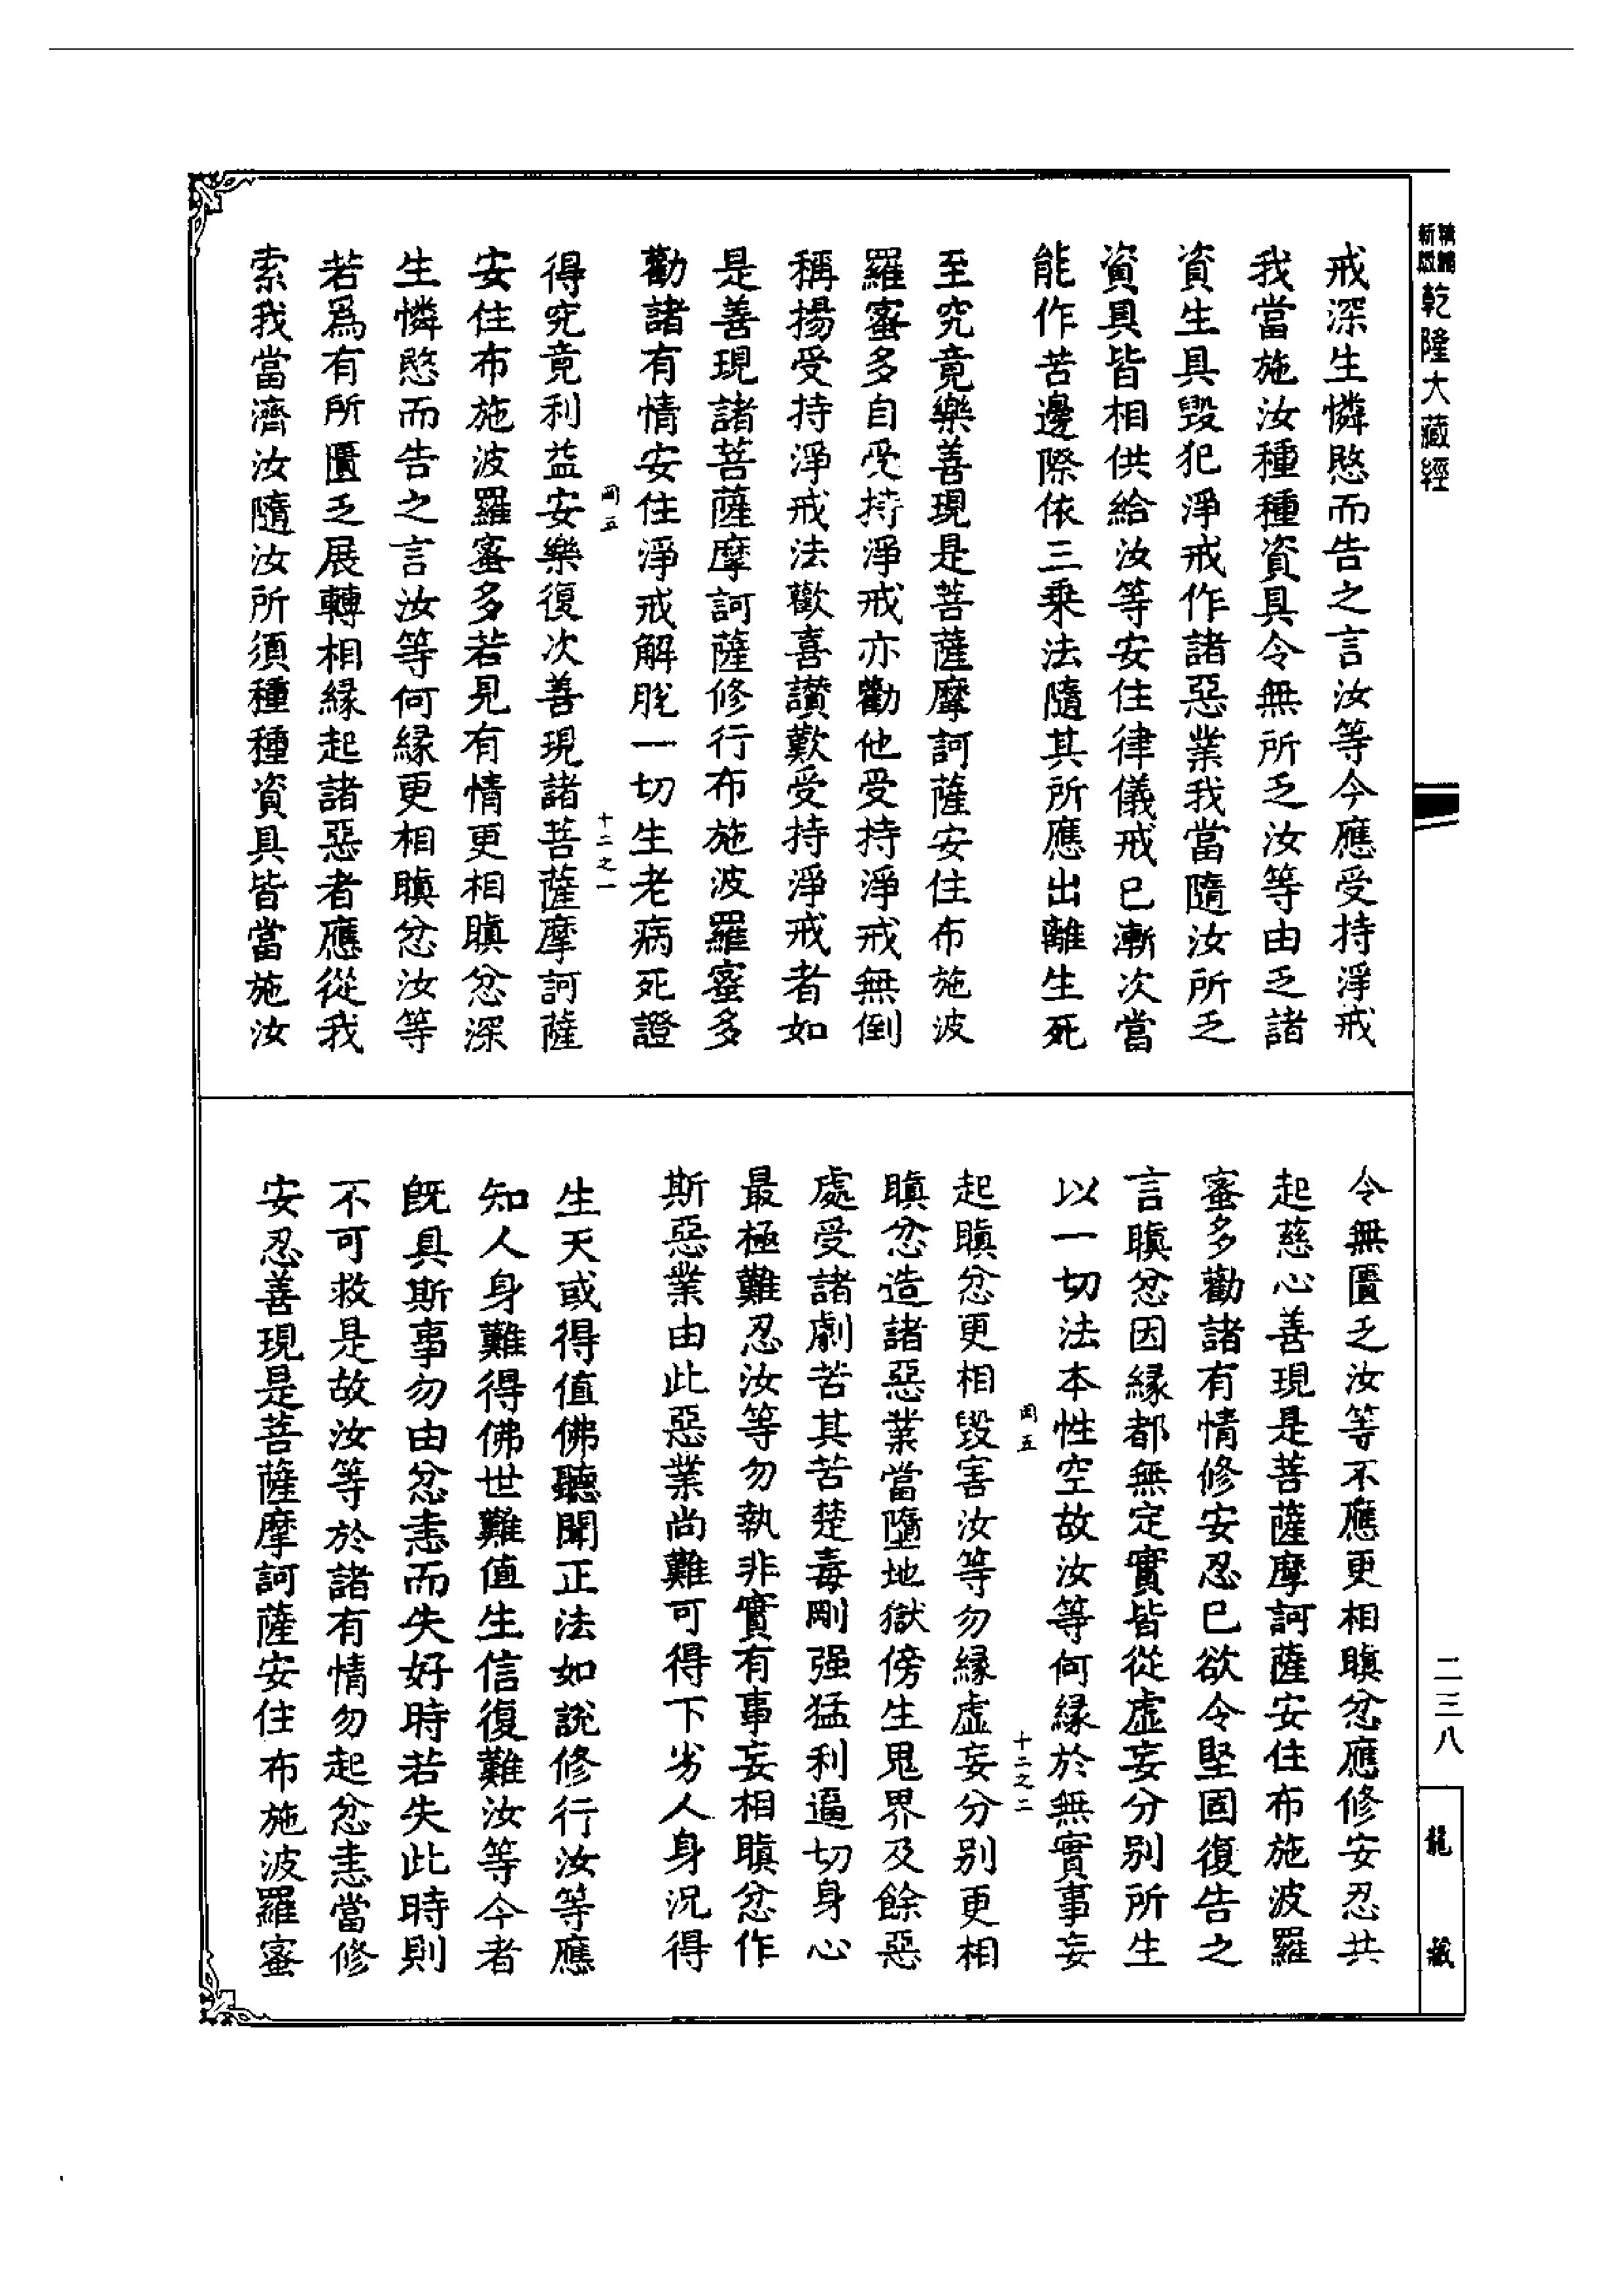 乾隆大藏經
戒深生憐愍而告之言汝等今應受持淨戒
我當施汝種種資具令無所乏汝等由乏諸
資生具毀犯淨戒作諸惡業我當隨汝所乏
資具皆相供給汝等安住律儀戒已漸次當
能作苦邊際依三乘法隨其所應出離生死
至究竟樂善現是菩薩摩訶薩安住布施波
羅蜜多自受持淨戒亦勸他受持淨戒無倒
稱揚受持淨戒法歡喜讚歎受持淨戒者如
是善現諸菩薩摩訶薩修行布施波羅蜜多
勸諸有情安住淨戒解脫一切生老病死證
岡五
十二之一
得究竟利益安樂復次善現諸菩薩摩訶薩
安住布施波羅蜜多若見有情更相瞋忿深
生憐愍而告之言汝等何緣更相瞋忿汝等
若為有所匱乏展轉相緣起諸惡者應從我
索我當濟汝隨汝所須種種資具皆當施汝
令無匱乏汝等不應更相瞋忿應修安忍共
起慈心善現是菩薩摩訶薩安住布施波羅
蜜多勸諸有情修安忍已欲令堅固復告之
言瞋忿因緣都無定實皆從虛妄分別所生
以一切法本性空故汝等何緣於無實事妄
岡五
十二之二
起瞋忿更相毀害汝等勿緣虛妄分別更相
瞋忿造諸惡業當墮地獄傍生鬼界及餘惡
處受諸劇苦其苦楚毒剛强猛利逼切身心
最極難忍汝等勿執非實有事妄相瞋忿作
斯惡業由此惡業尚難可得下劣人身況得
生天或得值佛聽聞正法如說修行汝等應
知人身難得佛世難值生信復難汝等今者
既具斯事勿由忿恚而失好時若失此時則
不可救是故汝等於諸有情勿起忿恚當修
安忍善現是菩薩摩訶薩安住布施波羅蜜
二三八
龍藏